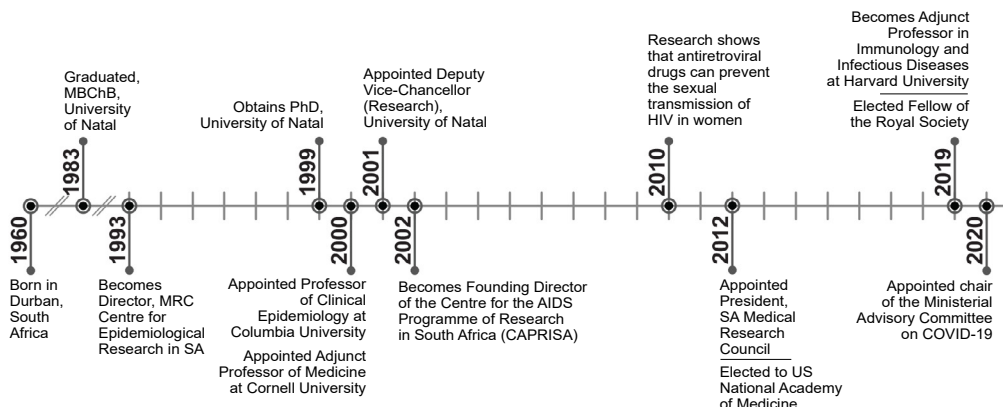 Born in
Durban,
South
Africa
1960
Graduated,
MBChB,
University
of Natal
1983
1993
Becomes
Director, MRC
Centre for
Epidemiological
Research in SA
Obtains PhD,
University of Natal
1999
2000
Appointed Professor
of Clinical
Epidemiology at
Columbia University
Appointed Adjunct
Professor of Medicine
at Cornell University
Appointed Deputy
Vice-Chancellor
(Research),
University of Natal
2001
2002
Becomes Founding Director
of the Centre for the AIDS
Programme of Research
in South Africa (CAPRISA)
Research shows
that antiretroviral
drugs can prevent
the sexual
transmission of
HIV in women
2010
2012
Appointed
President,
SA Medical
Research
Council
Elected to US
National Academy
of Medicine
Becomes Adjunct
Professor in
Immunology and
Infectious Diseases
at Harvard University
Elected Fellow of
the Royal Society
2019
2020
Appointed chair
of the Ministerial
Advisory Committee
on COVID-19